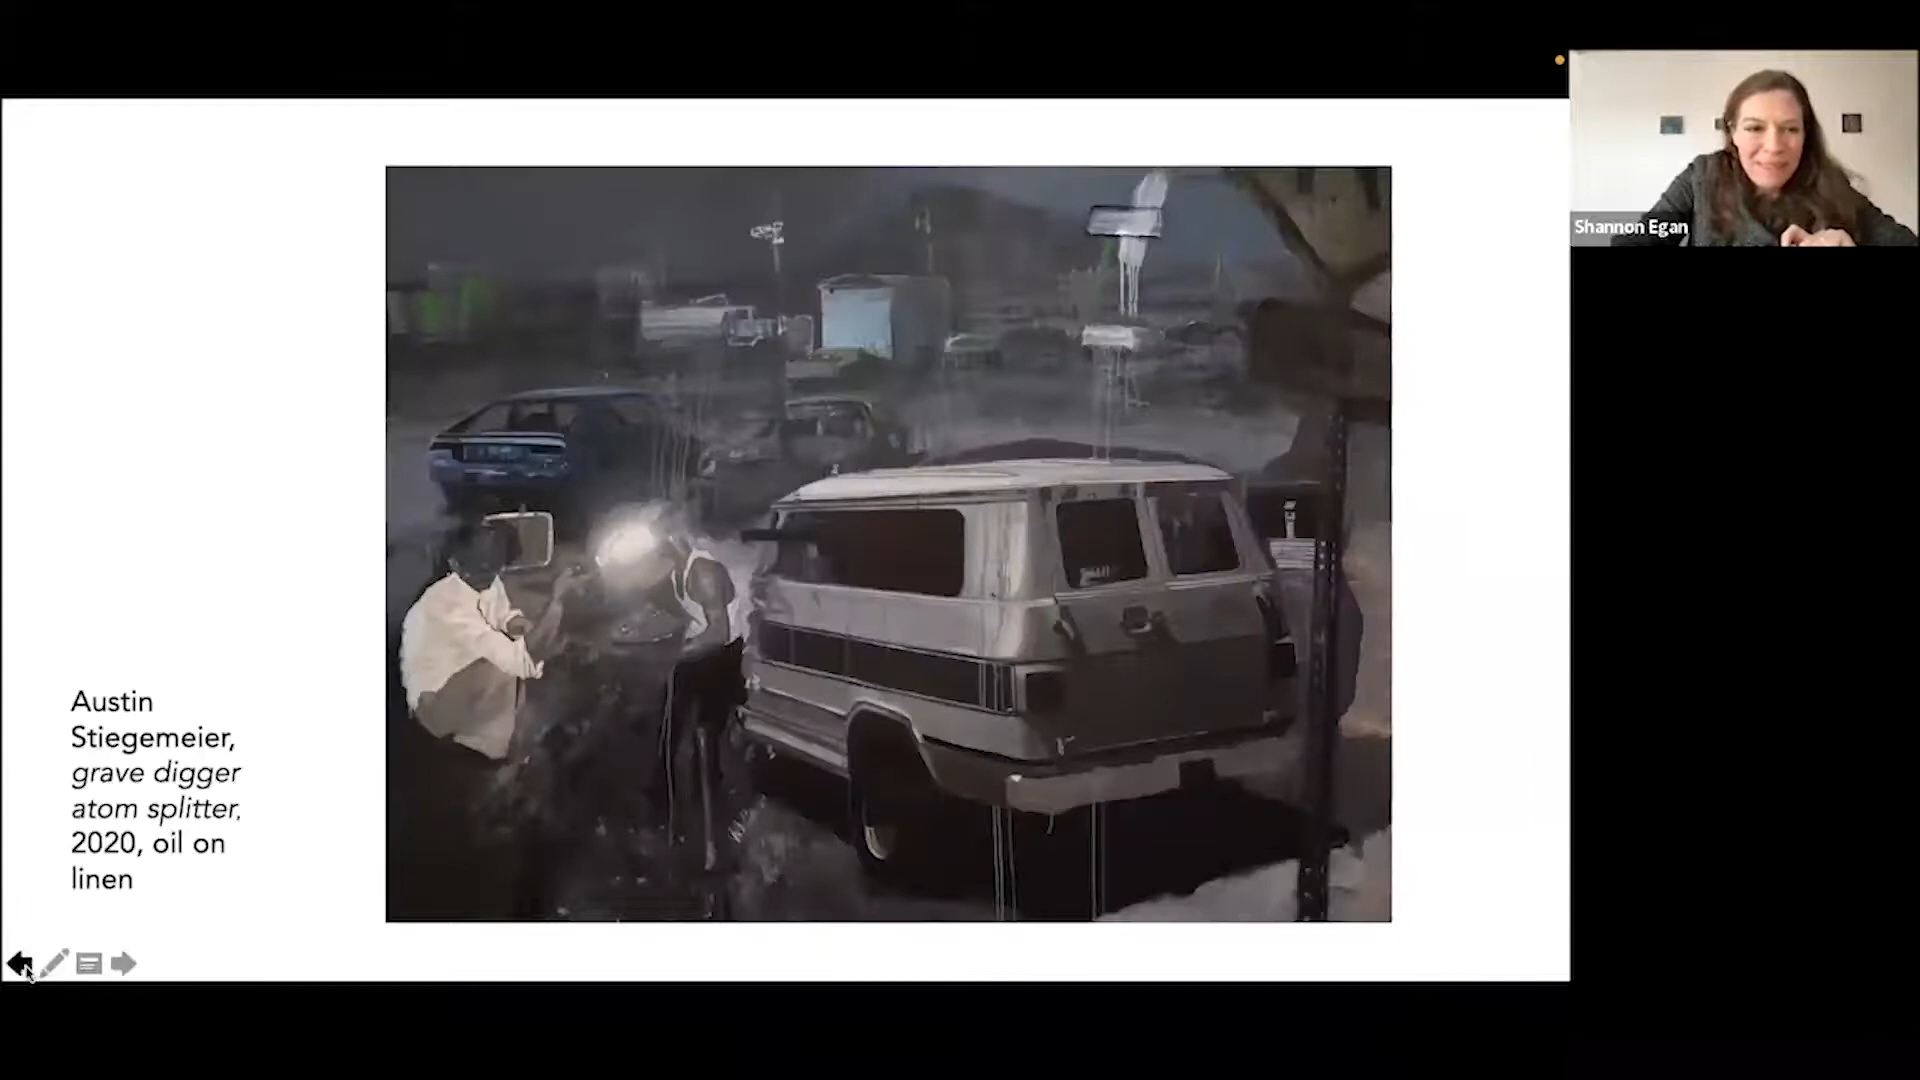 Shannon Egan
Austin
Stiegemeier,
grave digger
atom splitter,
2020, oil on
linen